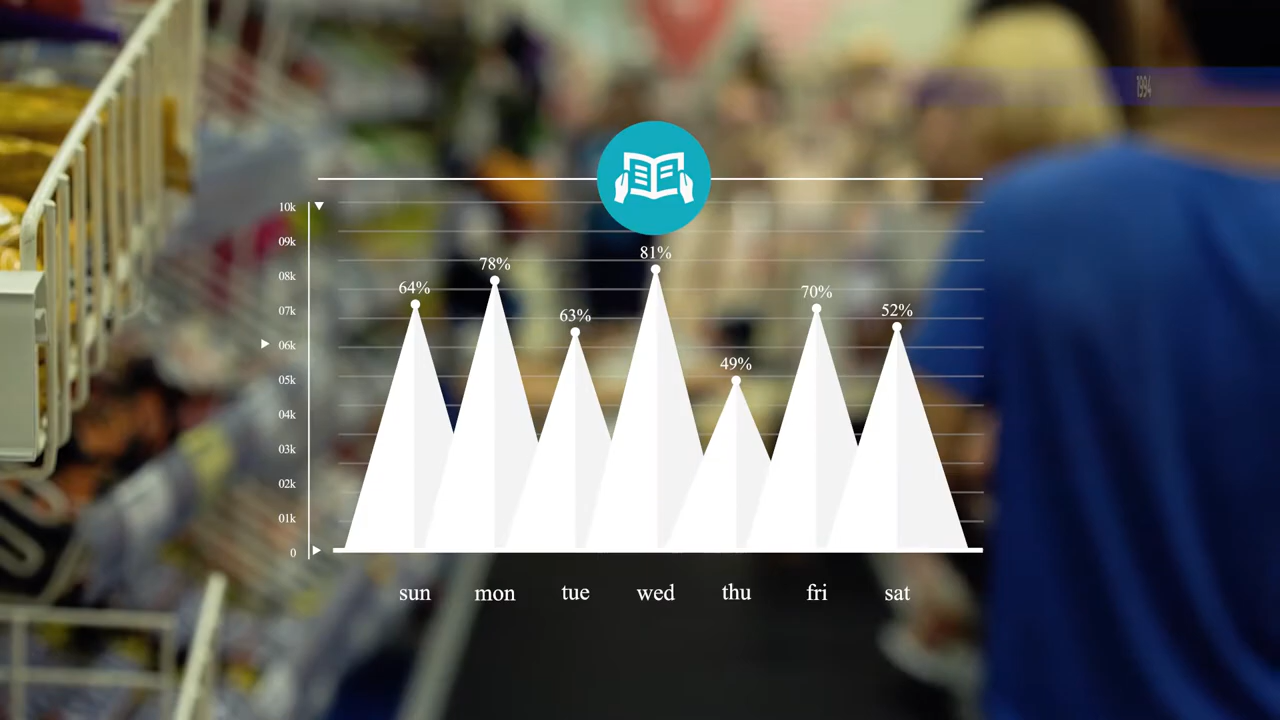 1994
10k
09k
08k
07k
06k
05k
04k
03k
02k
01k
0
64%
78%
63%
81%
49%
70%
52%
sun mon tue wed thu fri sat